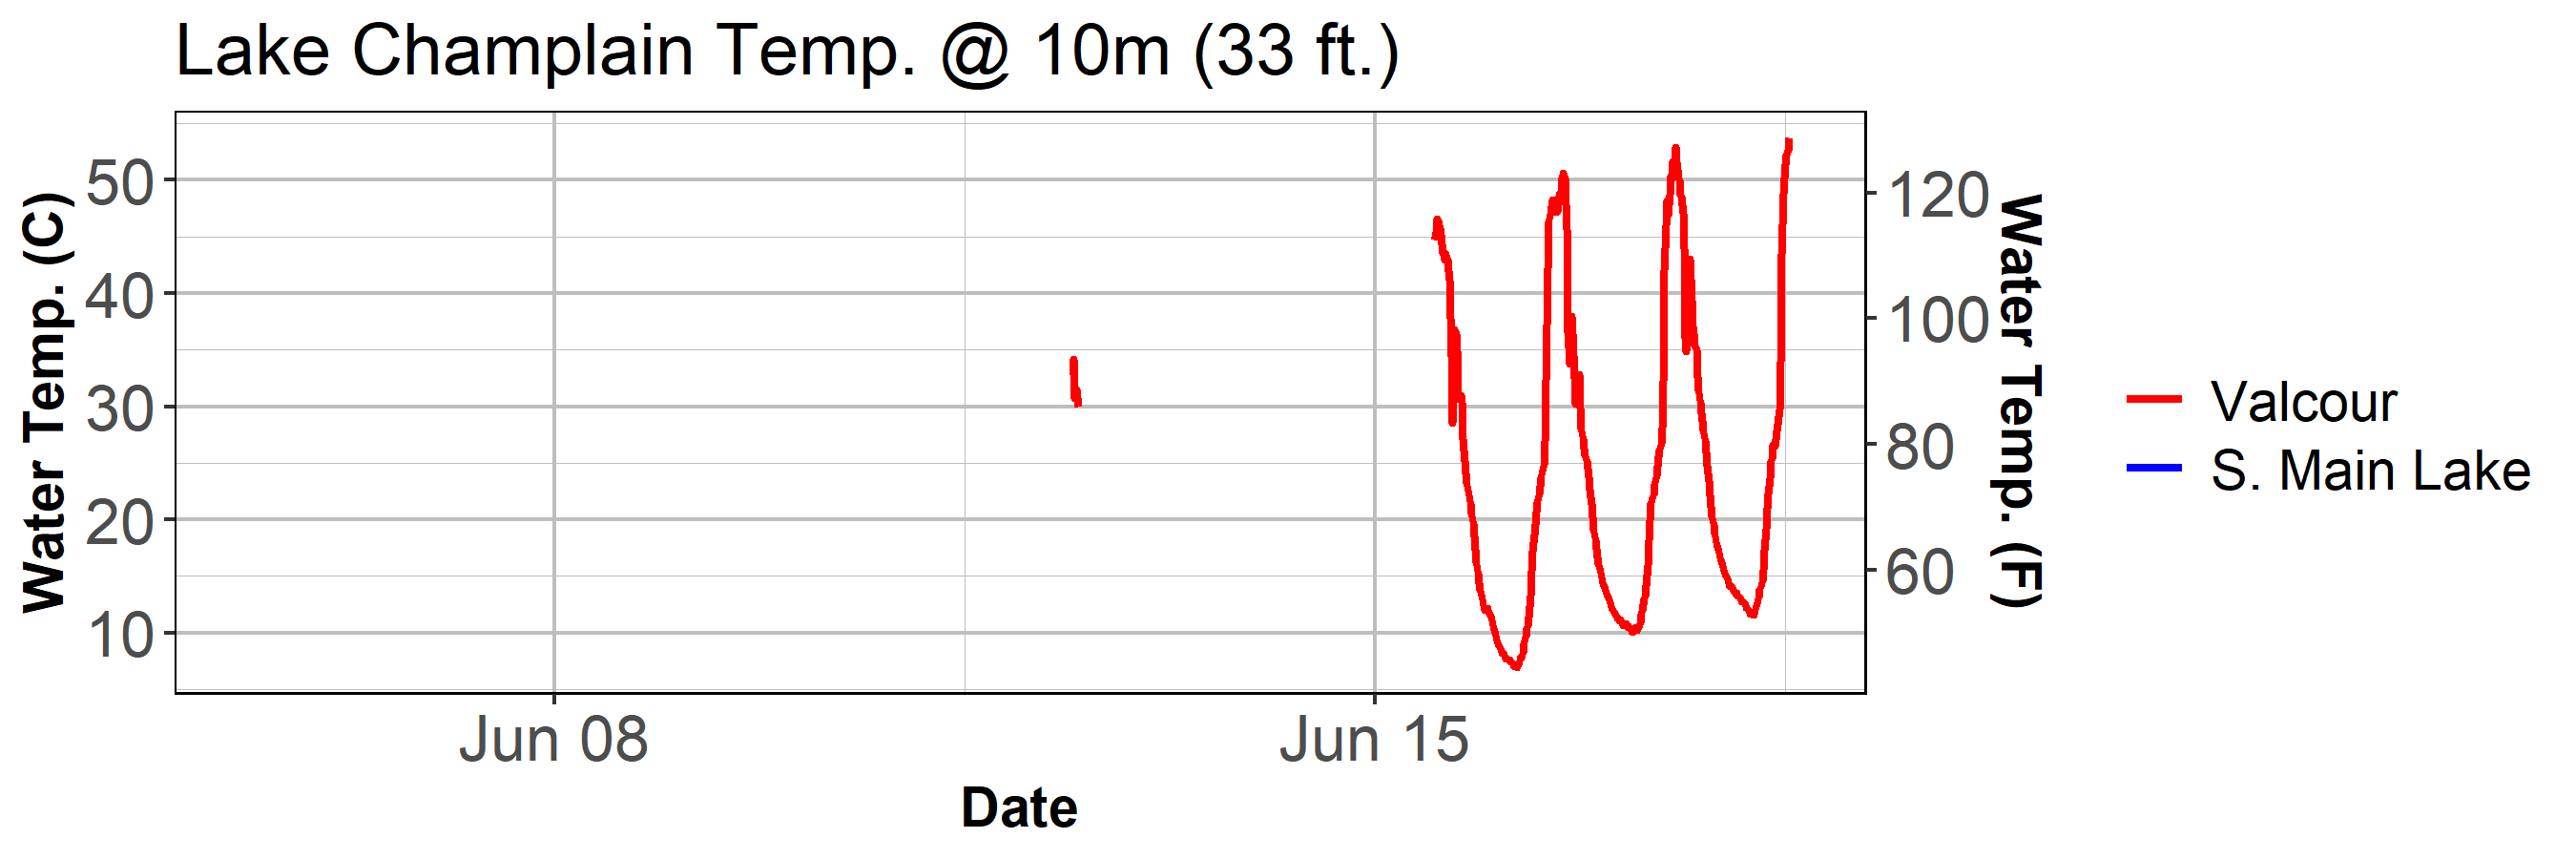 Lake Champlain Temp. @ 10m (33 ft.)
Water Temp. (C)
50
40
30
20
10
120
100
80
60
Water Temp. (F)
Jun 08
Jun 15
Date
Valcour
S. Main Lake